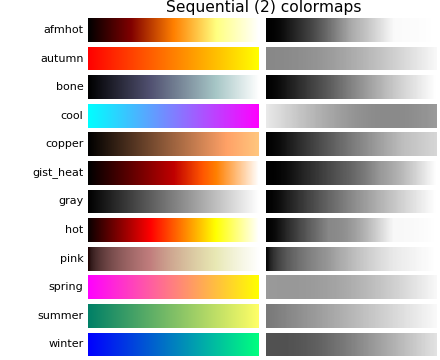 Sequential (2) colormaps
afmhot
autumn
bone
cool
copper
gist_heat
gray
hot
pink
spring
summer
winter